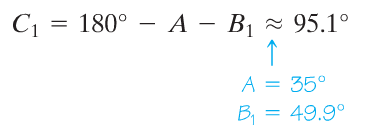 C₁ = 180° − A − B₁ ≈ 95.1°
↑
A = 35°
B₁ = 49.9°